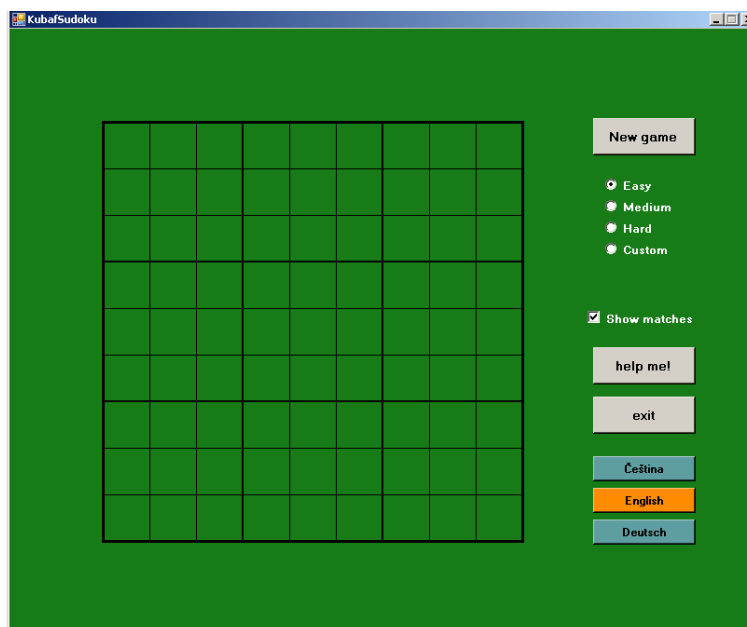 KubafSudoku
New game
Easy
Medium
Hard
Custom
Show matches
help me!
exit
Čeština
English
Deutsch